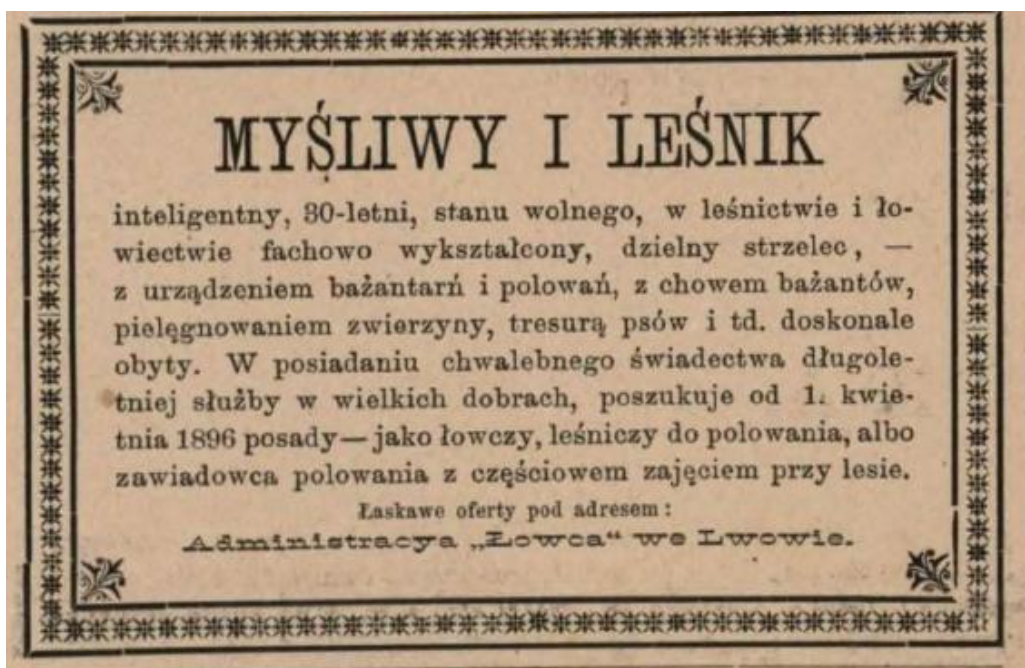 MYŚLIWY I LEŚNIK
inteligentny, 30-letni, stanu wolnego, w leśnictwie i ło-
wiectwie fachowo wykształcony, dzielny strzelec, —
z urządzeniem bażantarń i polowań, z chowem bażantów,
pielęgnowaniem zwierzyny, tresurą psów i td. doskonale
obyty. W posiadaniu chwalebnego świadectwa długole-
tniej służby w wielkich dobrach, poszukuje od 1. kwie-
tnia 1896 posady — jako łowczy, leśniczy do polowania, albo
zawiadowca polowania z częściowem zajęciem przy lesie.
Łaskawe oferty pod adresem:
Administracya „Łowca“ we Lwowie.